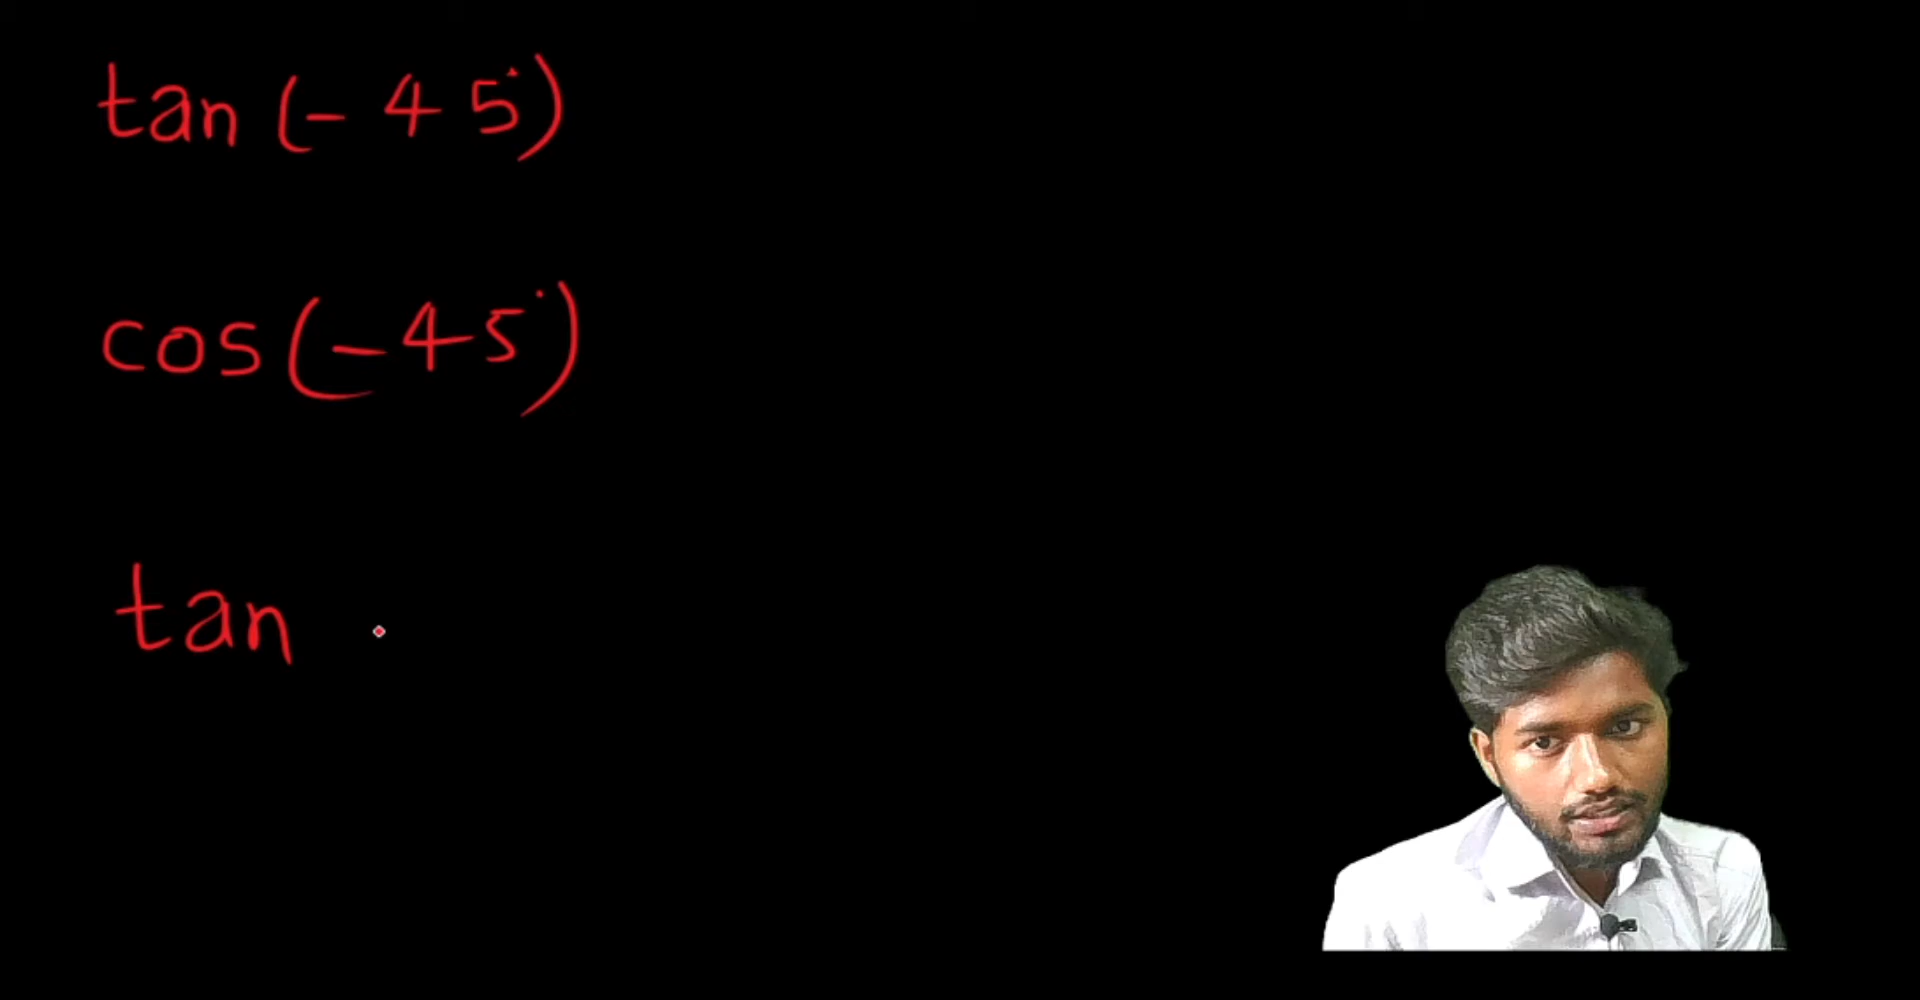 tan (- 45°)
cos (-45°)
tan